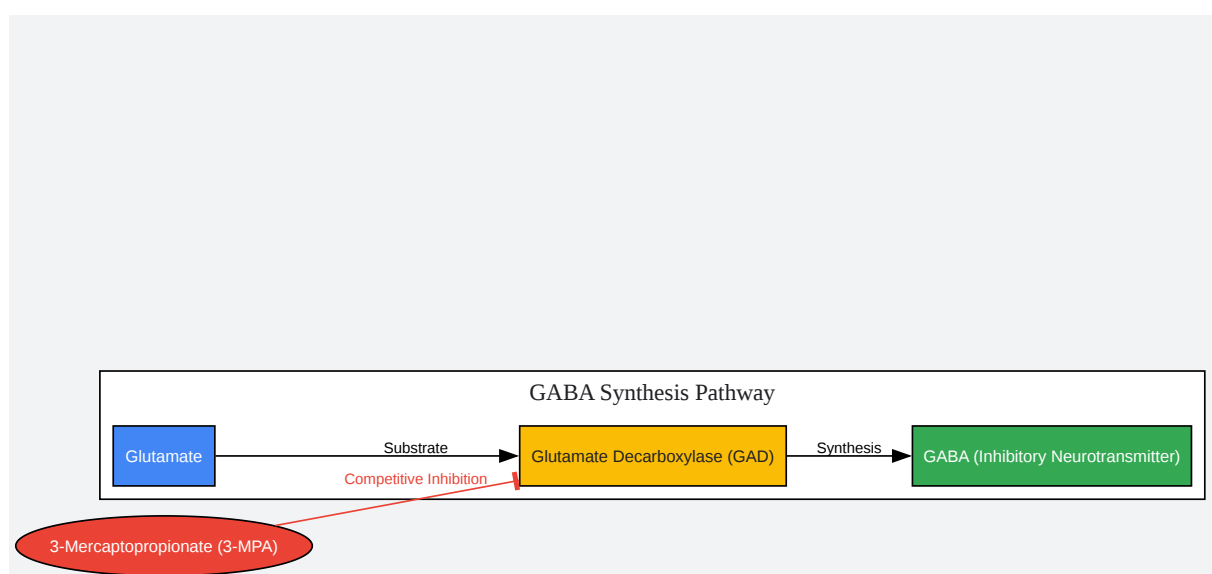 GABA Synthesis Pathway
Glutamate
Substrate
Glutamate Decarboxylase (GAD)
Synthesis
GABA (Inhibitory Neurotransmitter)
Competitive Inhibition
3-Mercaptopropionate (3-MPA)